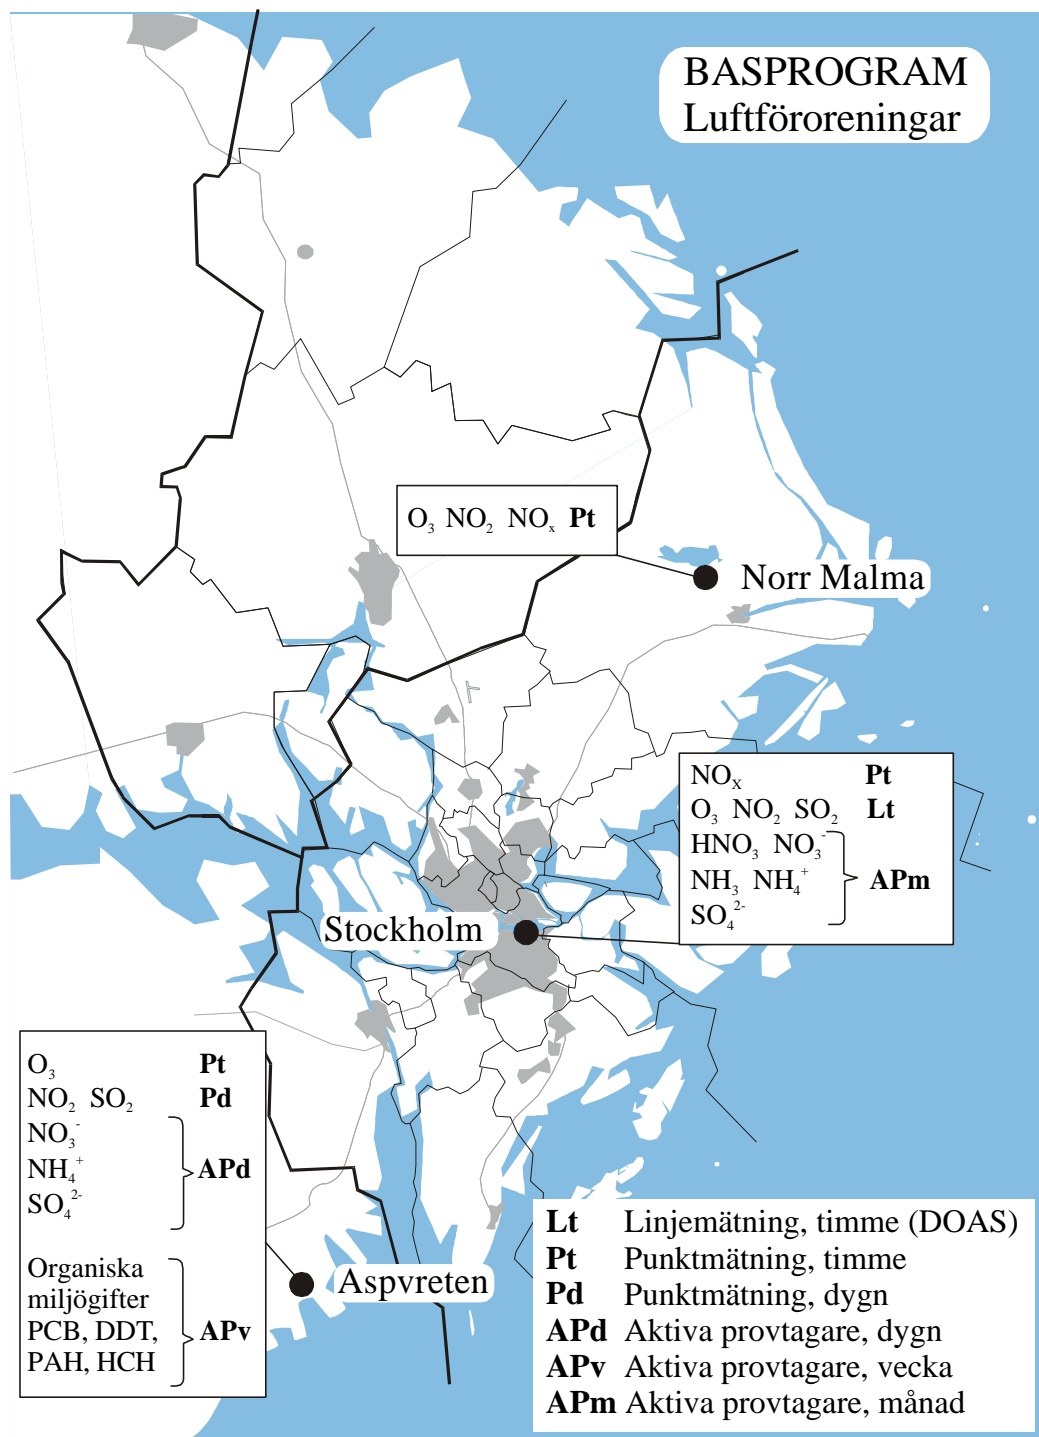 BASPROGRAM
Luftföroreningar
O₃ NO₂ NOₓ Pt
Norr Malma
NOₓ Pt
O₃ NO₂ SO₂ Lt
HNO₃ NO₃⁻
NH₃ NH₄⁺ APm
SO₄²⁻
Stockholm
O₃ Pt
NO₂ SO₂ Pd
NO₃⁻
NH₄⁺ APd
SO₄²⁻
Organiska
miljögifter
PCB, DDT, APv
PAH, HCH
Aspvreten
Lt Linjemätning, timme (DOAS)
Pt Punktmätning, timme
Pd Punktmätning, dygn
APd Aktiva provtagare, dygn
APv Aktiva provtagare, vecka
APm Aktiva provtagare, månad